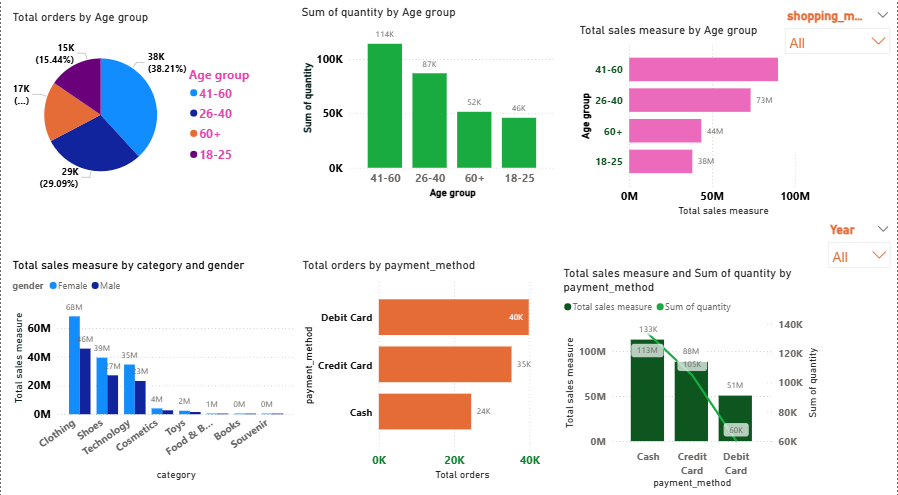 Total orders by Age group
15K
(15.44%)
38K
(38.21%)
17K
(...)
29K
(29.09%)
Age group
41-60
26-40
60+
18-25
Sum of quantity by Age group
Sum of quantity
100K
50K
0K
114K
87K
52K
46K
41-60
26-40
60+
18-25
Age group
Total sales measure by Age group
Age group
41-60
26-40
73M
60+
44M
18-25
38M
0M
50M
100M
Total sales measure
shopping_m...
All
Year
All
Total sales measure by category and gender
gender
Female
Male
Total sales measure
60M
40M
20M
0M
68M
39M
35M
4M
2M
1M
0M
0M
Clothing
Shoes
Technology
Cosmetics
Toys
Food & B...
Books
Souvenir
category
Total orders by payment_method
payment_method
Debit Card
40K
Credit Card
35K
Cash
24K
0K
20K
40K
Total orders
Total sales measure and Sum of quantity by
payment_method
Total sales measure
Sum of quantity
Total sales measure
100M
50M
0M
133K
113M
88M
105K
51M
60K
140K
120K
100K
80K
60K
Sum of quantity
Cash
Credit
Card
Debit
Card
payment_method